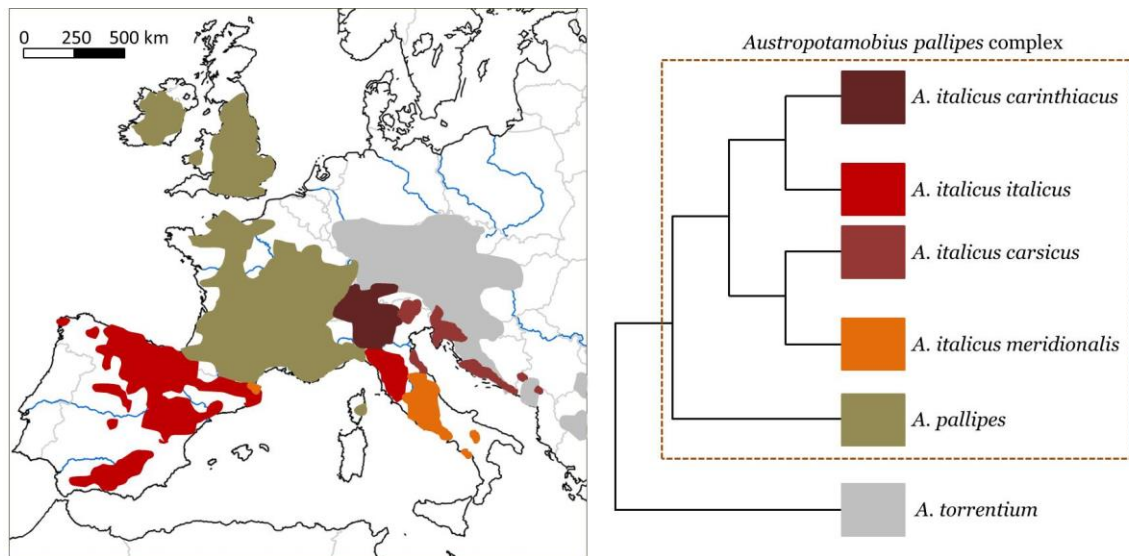 0 250 500 km
Austropotamobius pallipes complex
A. italicus carinthiacus
A. italicus italicus
A. italicus carsicus
A. italicus meridionalis
A. pallipes
A. torrentium